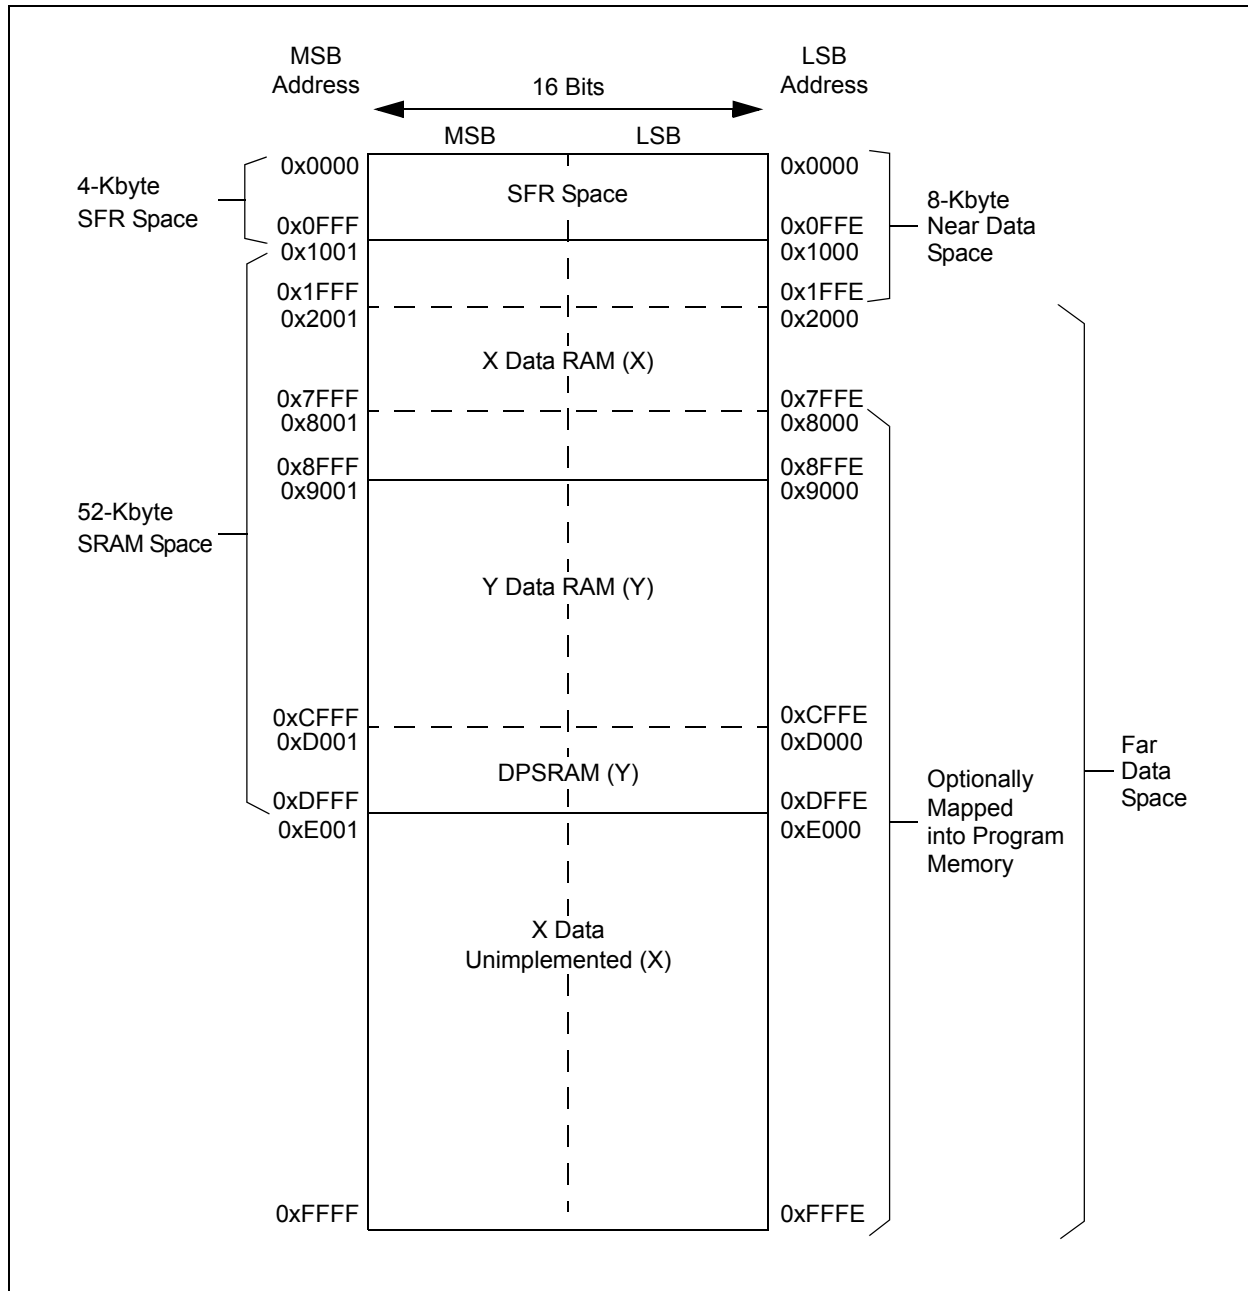 MSB
Address
LSB
Address
16 Bits
MSB
LSB
0x0000
0x0000
4-Kbyte
SFR Space
SFR Space
8-Kbyte
Near Data
Space
0x0FFF
0x0FFE
0x1001
0x1000
0x1FFF
0x1FFE
0x2001
0x2000
X Data RAM (X)
0x7FFF
0x7FFE
0x8001
0x8000
0x8FFF
0x8FFE
0x9001
0x9000
52-Kbyte
SRAM Space
Y Data RAM (Y)
0xCFFF
0xCFFE
0xD001
0xD000
DPSRAM (Y)
Optionally
Mapped
into Program
Memory
Far
Data
Space
0xDFFF
0xDFFE
0xE001
0xE000
X Data
Unimplemented (X)
0xFFFF
0xFFFE